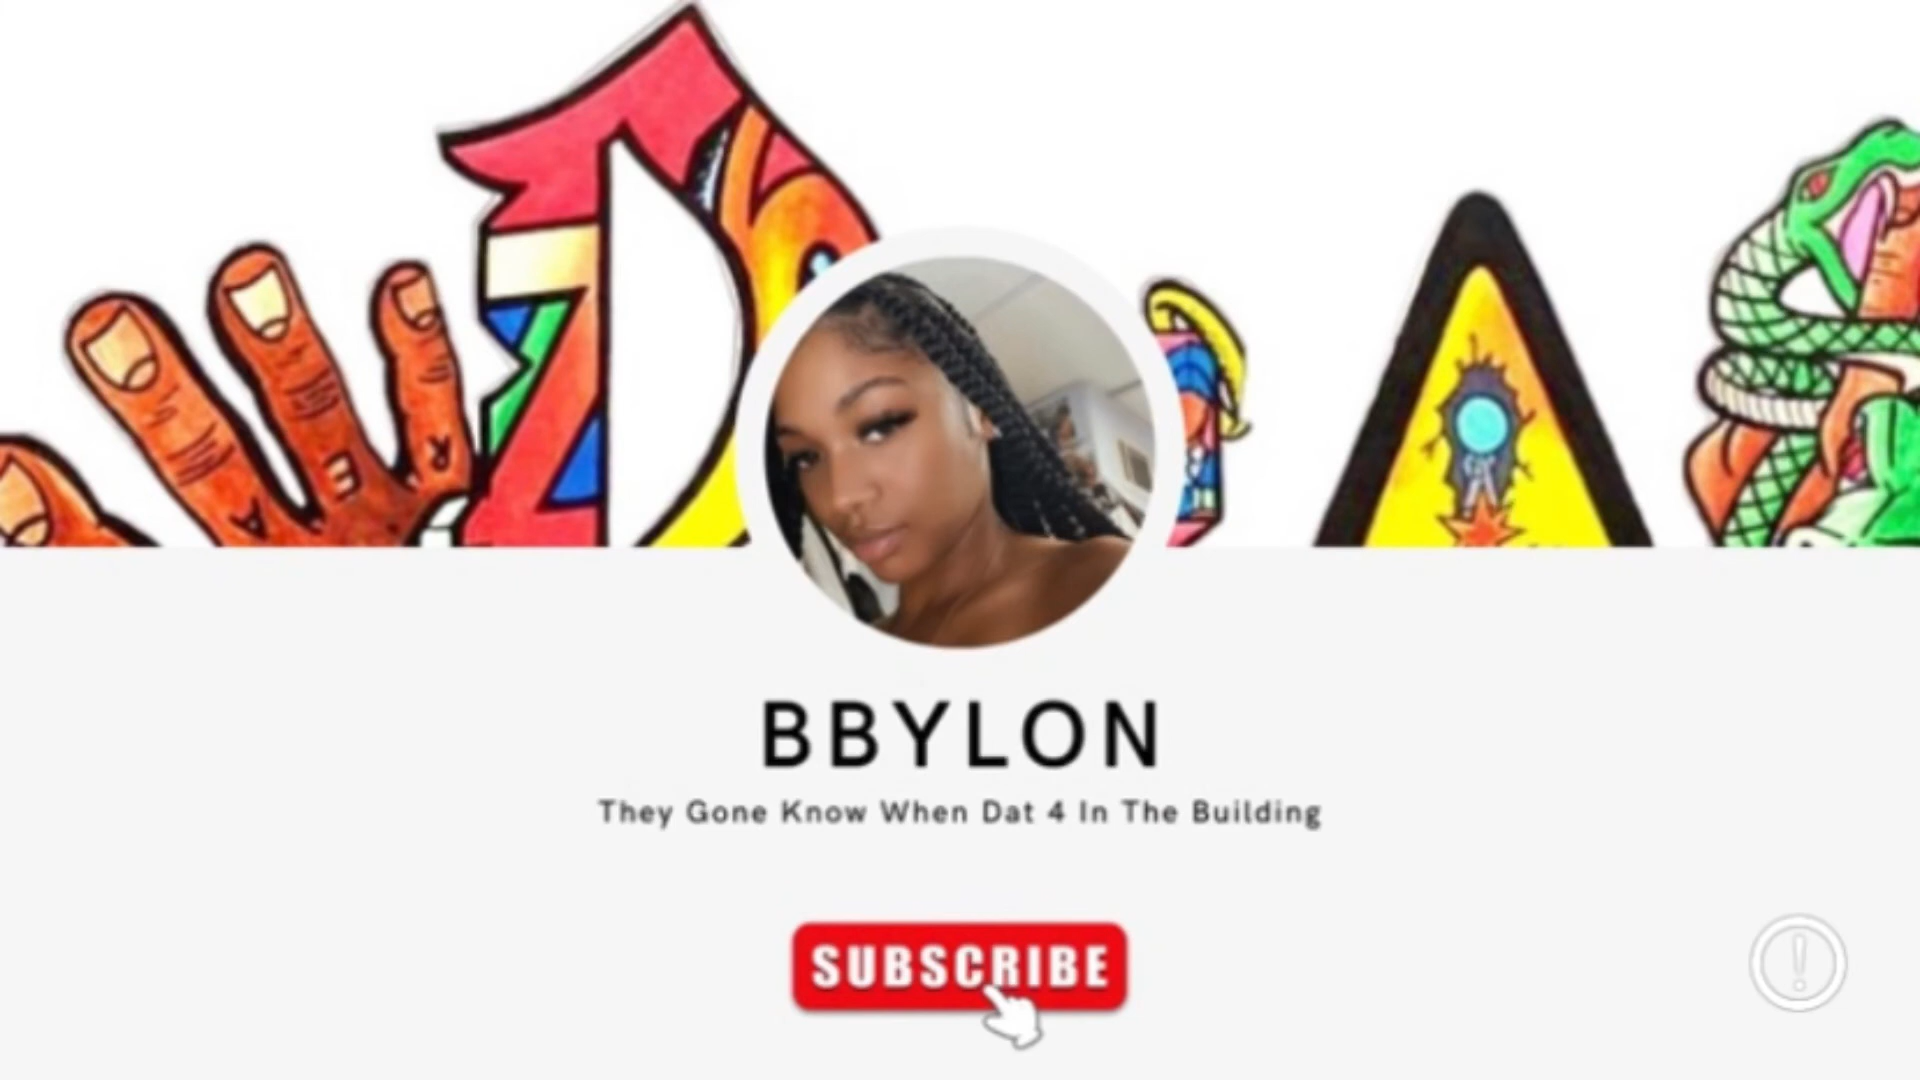 A E R
BBYLON
They Gone Know When Dat 4 In The Building
SUBSCRIBE